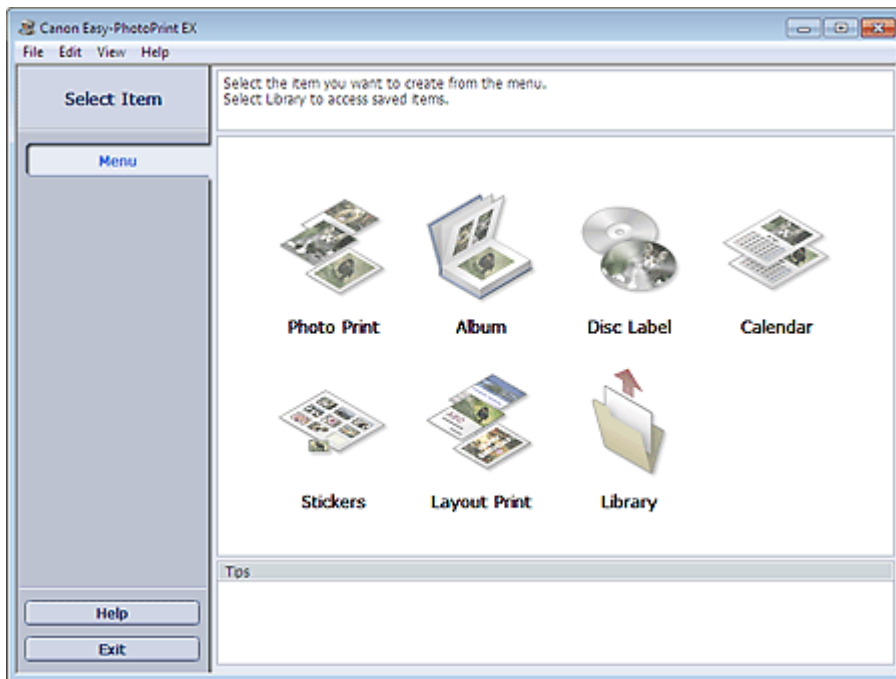 Canon Easy-PhotoPrint EX
File Edit View Help
Select Item
Select the item you want to create from the menu.
Select Library to access saved items.
Menu
Photo Print Album Disc Label Calendar
Stickers Layout Print Library
Tips
Help
Exit